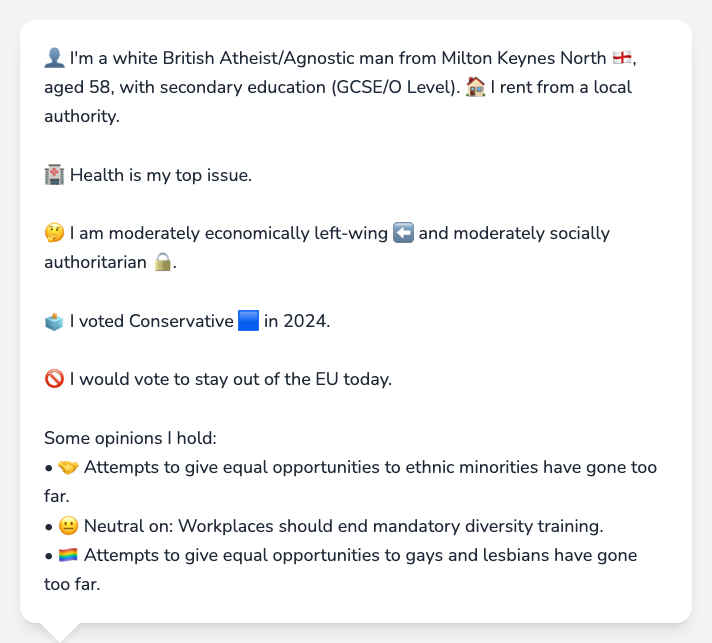 👤 I'm a white British Atheist/Agnostic man from Milton Keynes North 🏴󠁧󠁢󠁥󠁮󠁧󠁿,
aged 58, with secondary education (GCSE/O Level). 🏠 I rent from a local
authority.
🏥 Health is my top issue.
🤔 I am moderately economically left-wing ⬅️ and moderately socially
authoritarian 🔒.
🗳️ I voted Conservative 🟦 in 2024.
🚫 I would vote to stay out of the EU today.
Some opinions I hold:
• 🤝 Attempts to give equal opportunities to ethnic minorities have gone too
far.
• 😐 Neutral on: Workplaces should end mandatory diversity training.
• 🏳️‍🌈 Attempts to give equal opportunities to gays and lesbians have gone
too far.